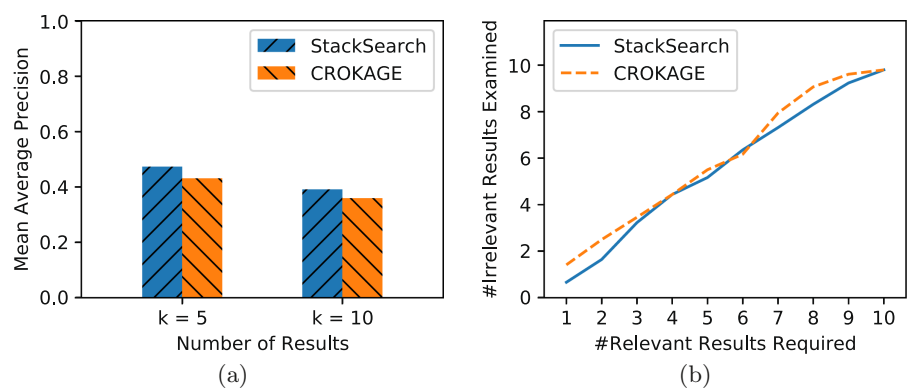 1.0
0.8
0.6
0.4
0.2
0.0
Mean Average Precision
StackSearch
CROKAGE
k = 5
k = 10
Number of Results
(a)
10
8
6
4
2
0
#Irrelevant Results Examined
StackSearch
CROKAGE
1 2 3 4 5 6 7 8 9 10
#Relevant Results Required
(b)